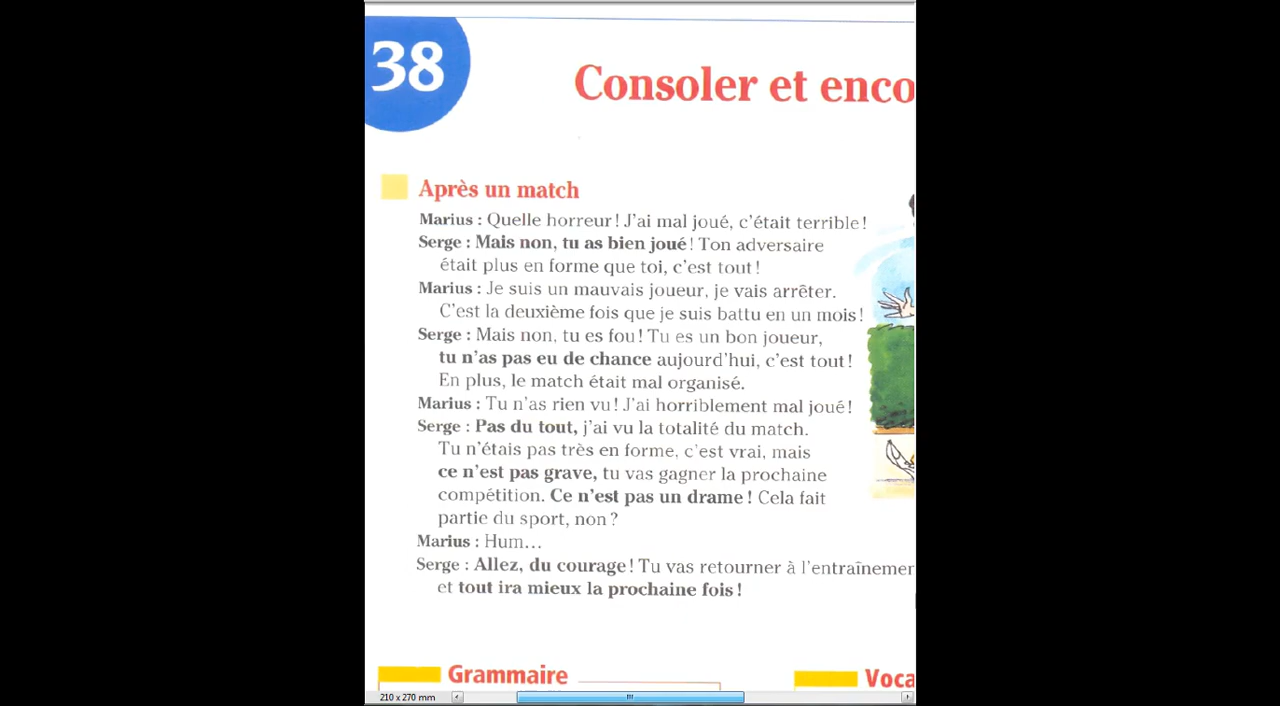 38
Consoler et enco
Après un match
Marius : Quelle horreur ! J'ai mal joué, c'était terrible !
Serge : Mais non, tu as bien joué ! Ton adversaire
était plus en forme que toi, c'est tout !
Marius : Je suis un mauvais joueur, je vais arrêter.
C'est la deuxième fois que je suis battu en un mois !
Serge : Mais non, tu es fou ! Tu es un bon joueur,
tu n'as pas eu de chance aujourd'hui, c'est tout !
En plus, le match était mal organisé.
Marius : Tu n'as rien vu ! J'ai horriblement mal joué !
Serge : Pas du tout, j'ai vu la totalité du match.
Tu n'étais pas très en forme, c'est vrai, mais
ce n'est pas grave, tu vas gagner la prochaine
compétition. Ce n'est pas un drame ! Cela fait
partie du sport, non ?
Marius : Hum...
Serge : Allez, du courage ! Tu vas retourner à l'entraînemen
et tout ira mieux la prochaine fois !
Grammaire
Voca
210 x 270 mm